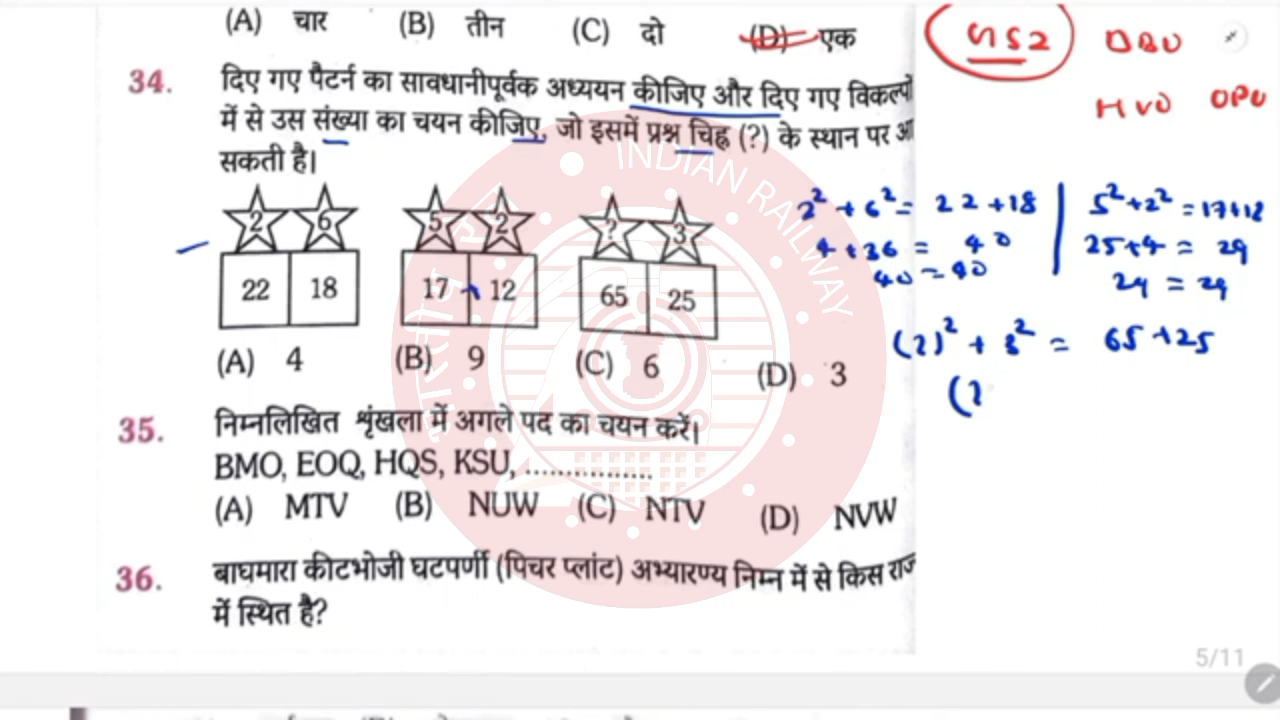 (A) चार (B) तीन (C) दो (D) एक
34. दिए गए पैटर्न का सावधानीपूर्वक अध्ययन कीजिए और दिए गए विकल्पों
में से उस संख्या का चयन कीजिए, जो इसमें प्रश्न चिह्न (?) के स्थान पर आ
सकती है।
2 6 5 2 ? 3
22 18 17 12 65 25
(A) 4 (B) 9 (C) 6 (D) 3
35. निम्नलिखित श्रृंखला में अगले पद का चयन करें।
BMO, EOQ, HQS, KSU, ................
(A) MTV (B) NUW (C) NTV (D) NVW
36. बाघमारा कीटभोजी घटपर्णी (पिचर प्लांट) अभ्यारण्य निम्न में से किस राज
में स्थित है?
INDIAN RAILWAY
भारतीय रेल
DBU
HVO OPU
2² + 6² = 22 + 18
4 + 36 = 40
40 = 40
5² + 2² = 17+12
25+4 = 29
29 = 29
(?)² + 3² = 65 + 25
(?
5/11